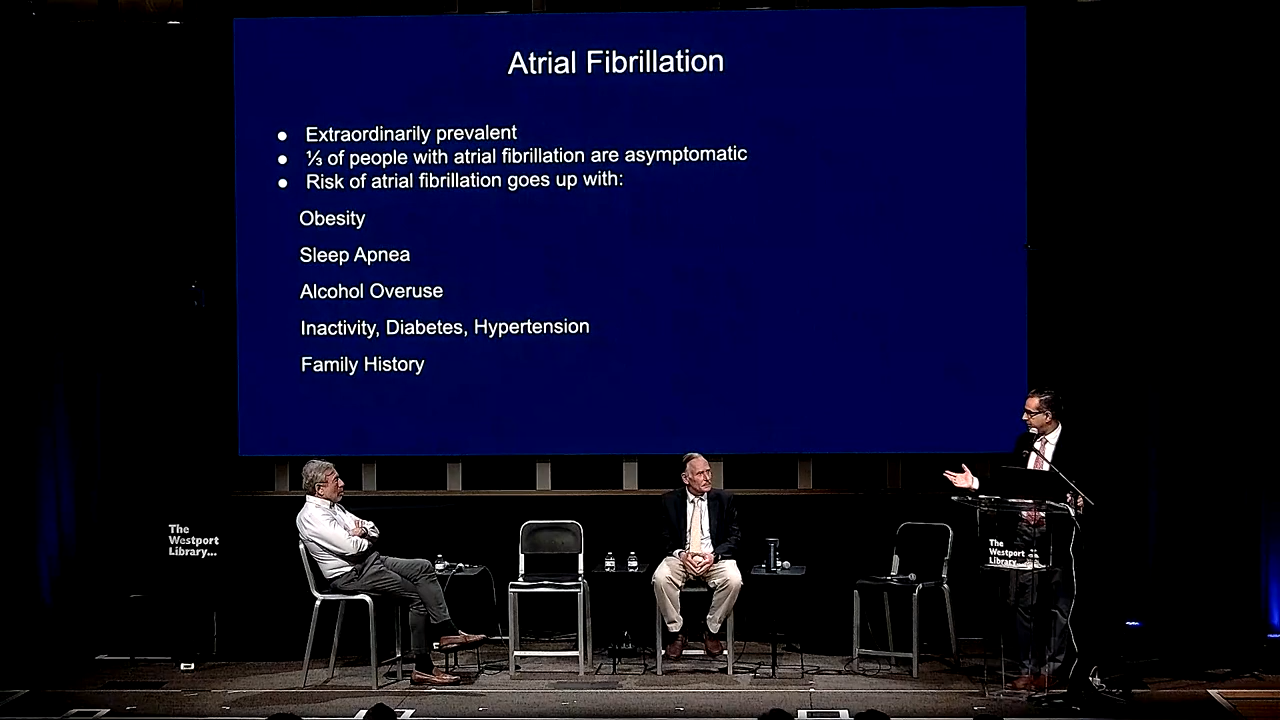 Atrial Fibrillation
● Extraordinarily prevalent
● ⅓ of people with atrial fibrillation are asymptomatic
● Risk of atrial fibrillation goes up with:
Obesity
Sleep Apnea
Alcohol Overuse
Inactivity, Diabetes, Hypertension
Family History
The
Westport
Library...
The
Westport
Library...